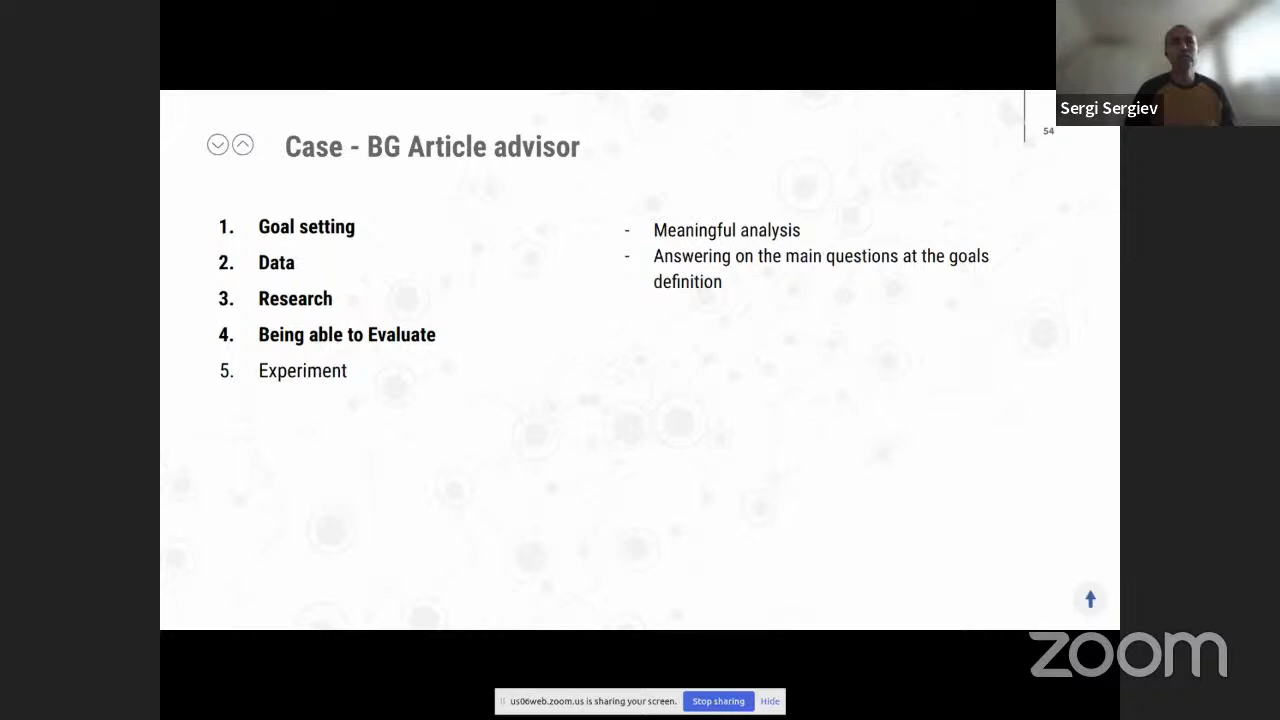 Sergi Sergiev
54
Case - BG Article advisor
1. Goal setting
2. Data
3. Research
4. Being able to Evaluate
5. Experiment
- Meaningful analysis
- Answering on the main questions at the goals
definition
zoom
us06web.zoom.us is sharing your screen. Stop sharing Hide